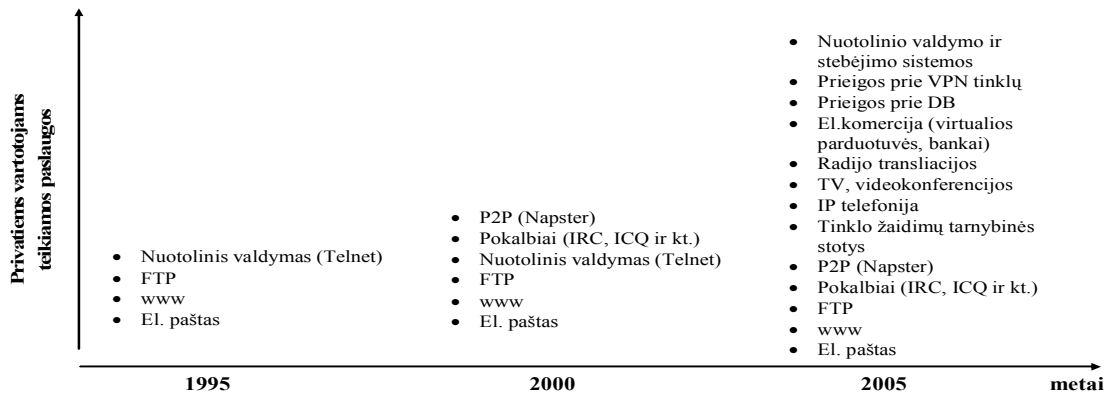 Privatiems vartotojams
teikiamos paslaugos
• Nuotolinis valdymas (Telnet)
• FTP
• www
• El. paštas
• P2P (Napster)
• Pokalbiai (IRC, ICQ ir kt.)
• Nuotolinis valdymas (Telnet)
• FTP
• www
• El. paštas
• Nuotolinio valdymo ir
stebėjimo sistemos
• Prieigos prie VPN tinklų
• Prieigos prie DB
• El.komercija (virtualios
parduotuvės, bankai)
• Radijo transliacijos
• TV, videokonferencijos
• IP telefonija
• Tinklo žaidimų tarnybinės
stotys
• P2P (Napster)
• Pokalbiai (IRC, ICQ ir kt.)
• FTP
• www
• El. paštas
1995 2000 2005 metai